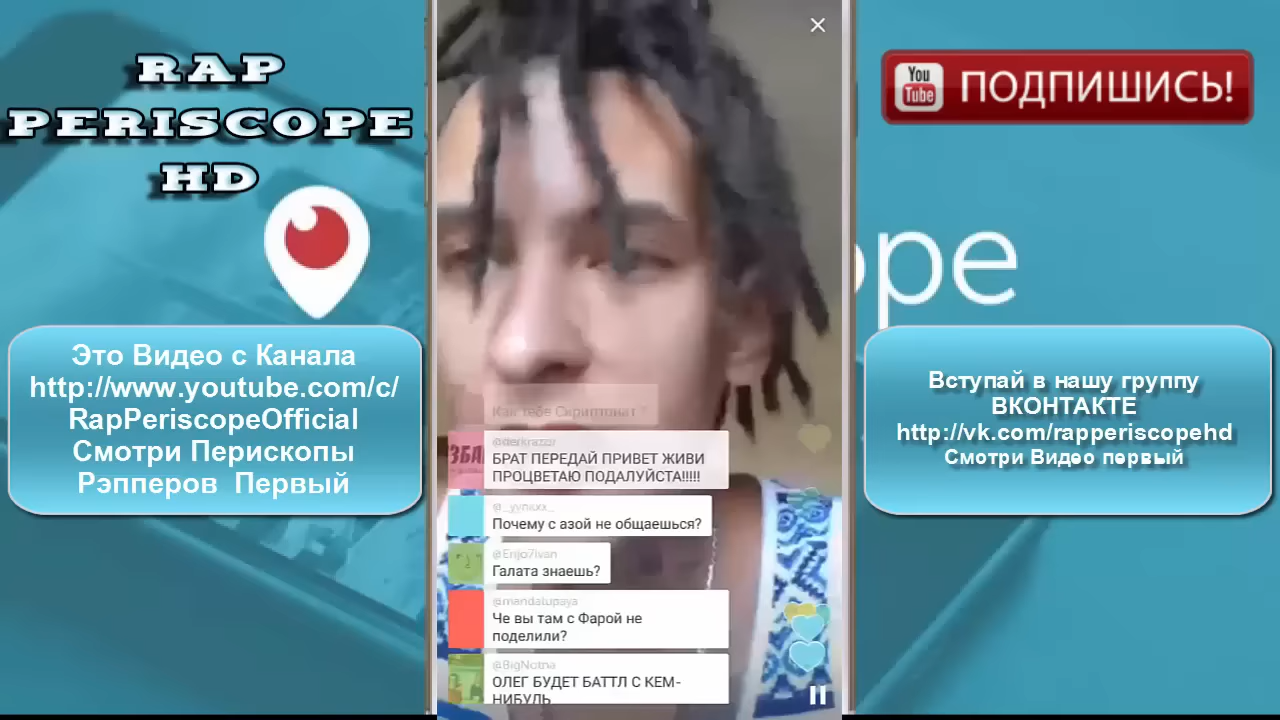 RAP
PERISCOPE
HD
Это Видео с Канала
http://www.youtube.com/c/
RapPeriscopeOfficial
Смотри Перископы
Рэпперов Первый
Как тебе Скриптонит ?
@derkrazzzr
БРАТ ПЕРЕДАЙ ПРИВЕТ ЖИВИ
ПРОЦВЕТАЮ ПОДАЛУЙСТА!!!!!
Почему с азой не общаешься?
@Enjo7ivan
Галата знаешь?
@mandalupaya
Че вы там с Фарой не
поделили?
@BigNotna
ОЛЕГ БУДЕТ БАТТЛ С КЕМ-
НИБУДЬ
You
Tube
ПОДПИШИСЬ!
ope
Вступай в нашу группу
ВКОНТАКТЕ
http://vk.com/rapperiscopehd
Смотри Видео первый